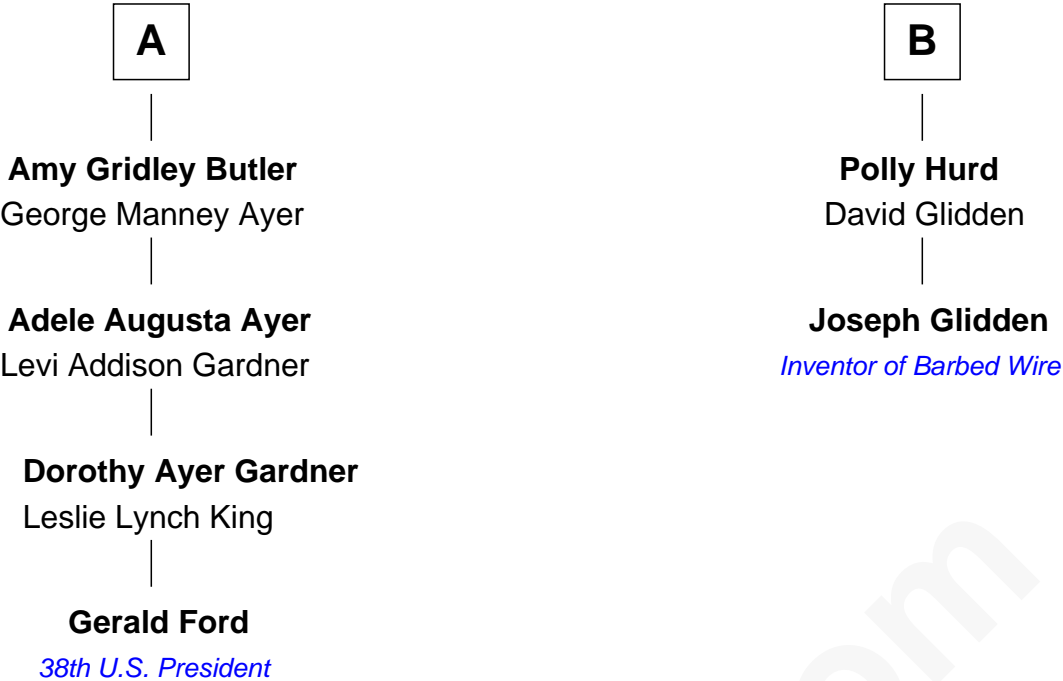 A
Amy Gridley Butler
George Manney Ayer
Adele Augusta Ayer
Levi Addison Gardner
Dorothy Ayer Gardner
Leslie Lynch King
Gerald Ford
38th U.S. President
B
Polly Hurd
David Glidden
Joseph Glidden
Inventor of Barbed Wire
om